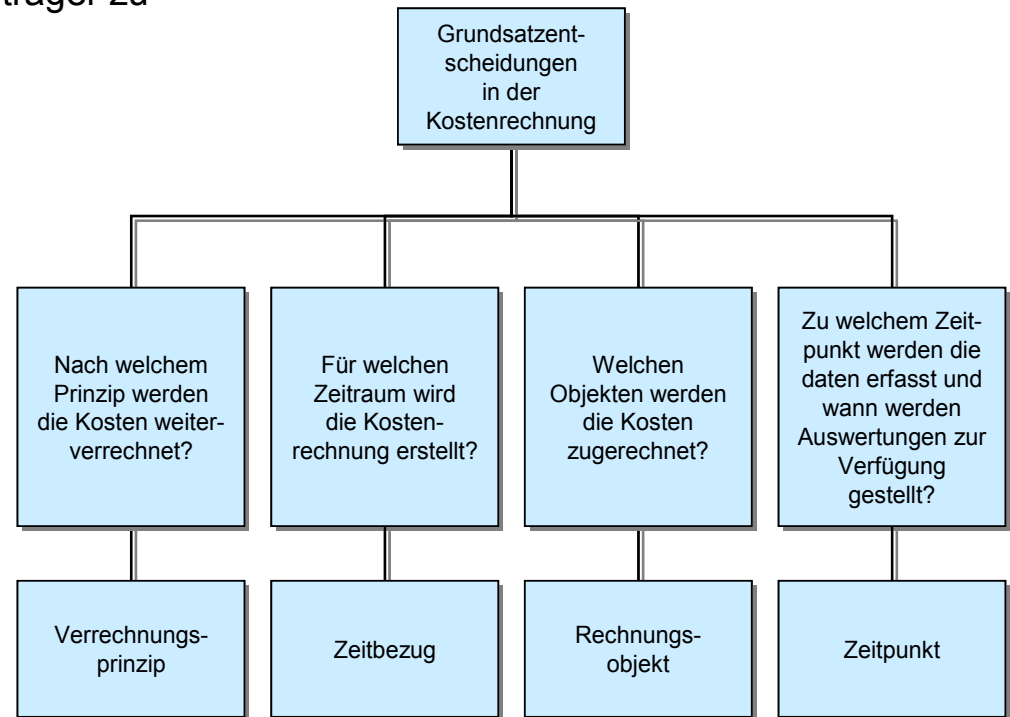 träger zu
Grundsatzent-
scheidungen
in der
Kostenrechnung
Nach welchem
Prinzip werden
die Kosten weiter-
verrechnet?
Für welchen
Zeitraum wird
die Kosten-
rechnung erstellt?
Welchen
Objekten werden
die Kosten
zugerechnet?
Zu welchem Zeit-
punkt werden die
daten erfasst und
wann werden
Auswertungen zur
Verfügung
gestellt?
Verrechnungs-
prinzip
Zeitbezug
Rechnungs-
objekt
Zeitpunkt